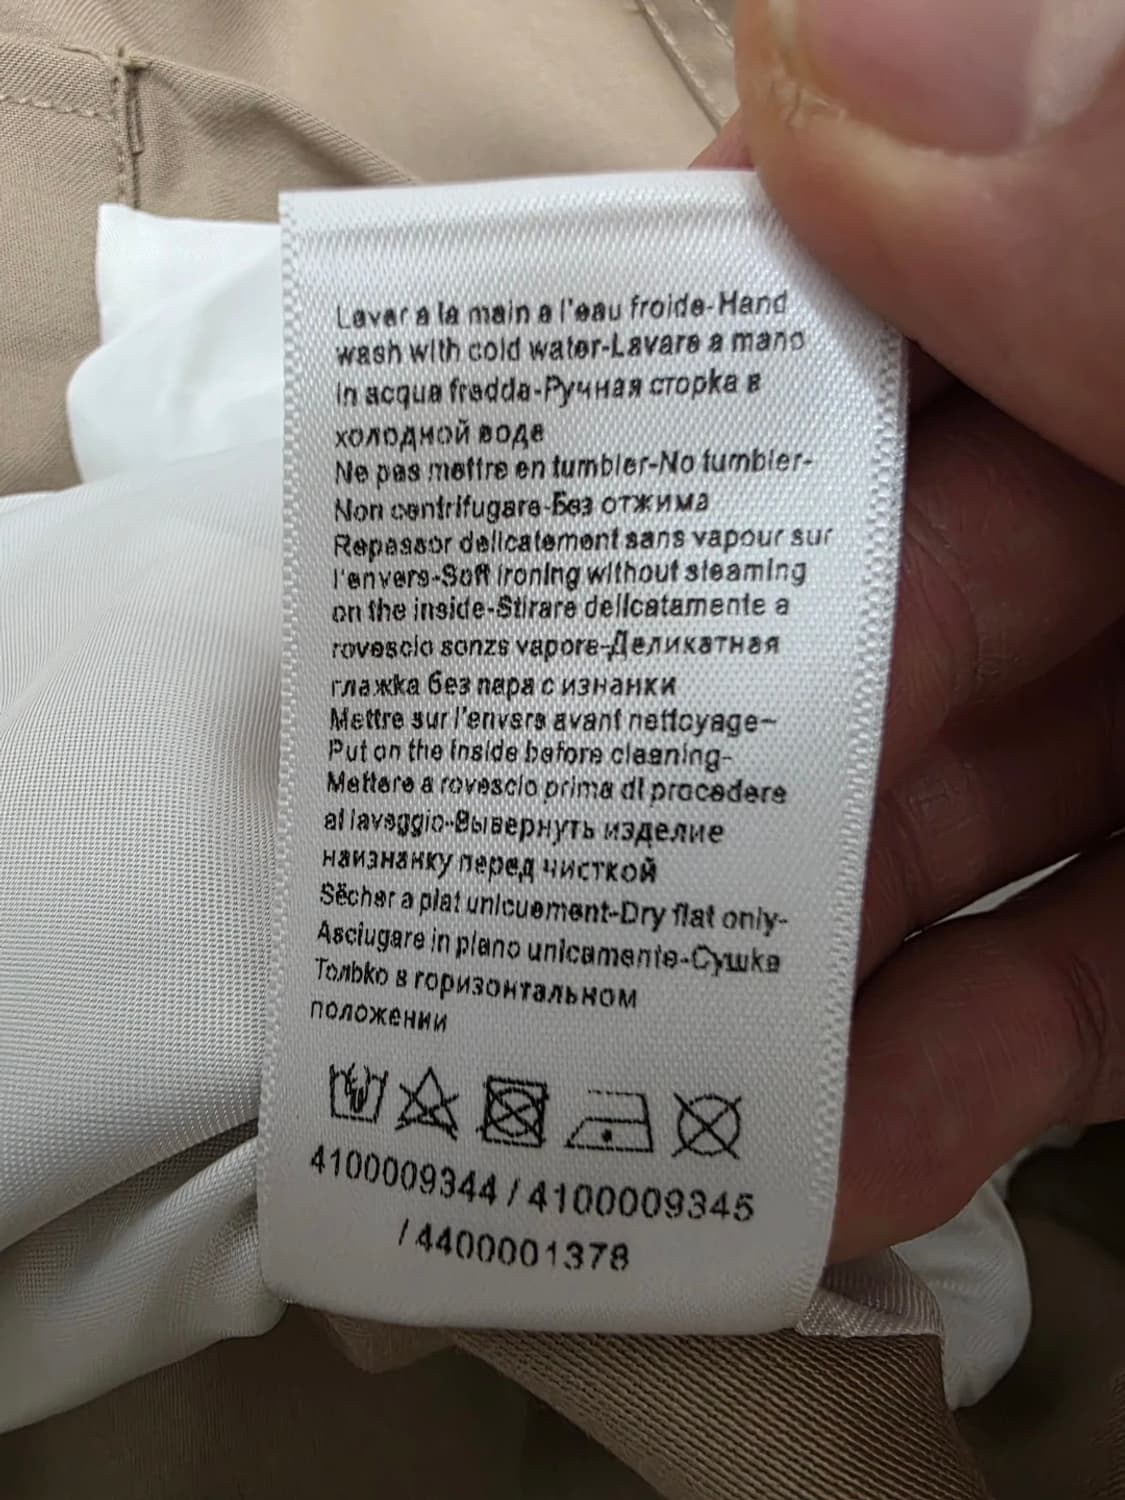 Laver a la main a l'eau froide-Hand
wash with cold water-Lavare a mano
in acqua fredda-Ручная сторка в
холодной воде
Ne pas mettre en tumbler-No tumbler-
Non centrifugare-Без отжима
Repassor delicatement sans vapour sur
l'envers-Soft ironing without steaming
on the inside-Stirare delicatamente a
rovescio sonzs vapore-Деликатная
глажка без пара с изнанки
Mettre sur l'envers avant nettoyage-
Put on the inside before cleaning-
Mettere a rovescio prima di procedere
al lavaggio-Вывернуть изделие
наизнанку перед чисткой
Sĕcher a plat unicuement-Dry flat only-
Asciugare in plano unicamente-Сушка
Только в горизонтальном
положении
4100009344 / 4100009345
/ 4400001378